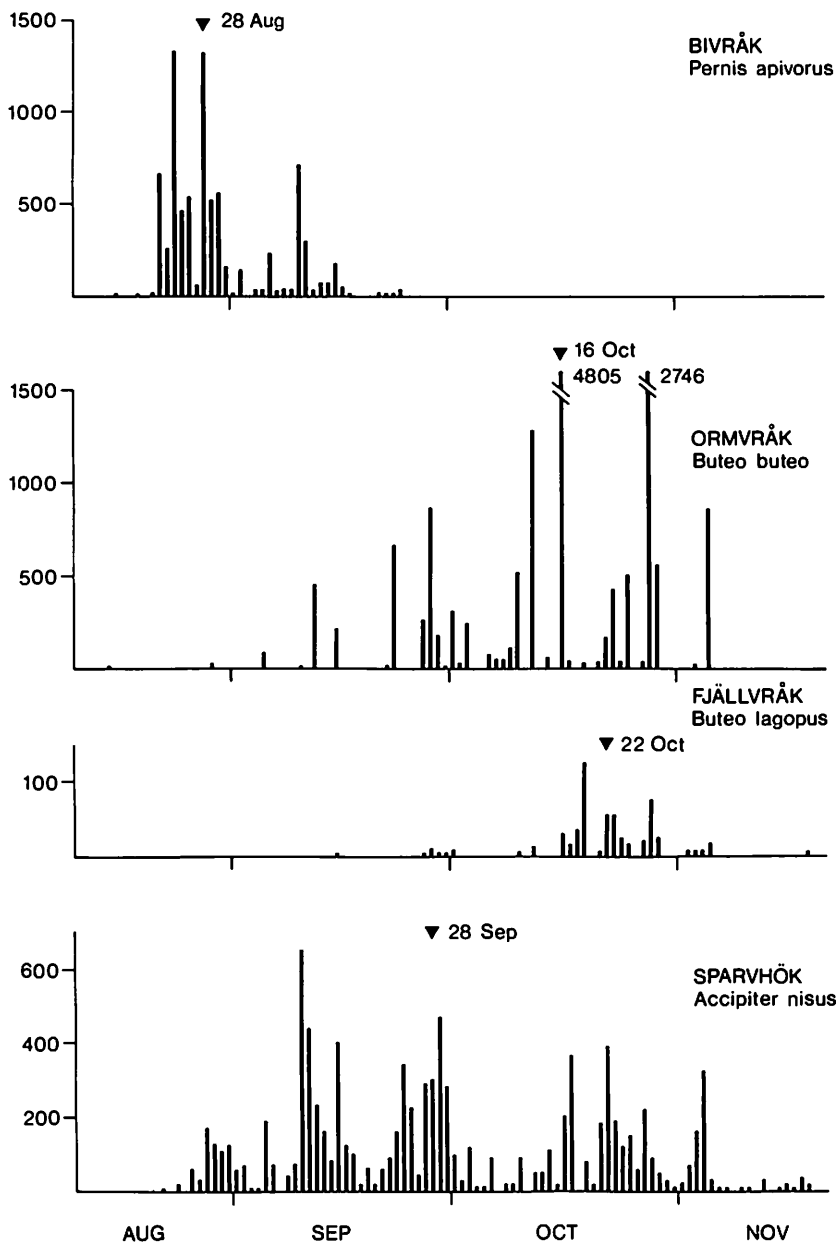 1500
▼ 28 Aug
BIVRÅK
Pernis apivorus
1000
500
▼ 16 Oct
4805 2746
1500
ORMVRÅK
Buteo buteo
1000
500
FJÄLLVRÅK
Buteo lagopus
▼ 22 Oct
100
▼ 28 Sep
600
SPARVHÖK
Accipiter nisus
400
200
AUG SEP OCT NOV